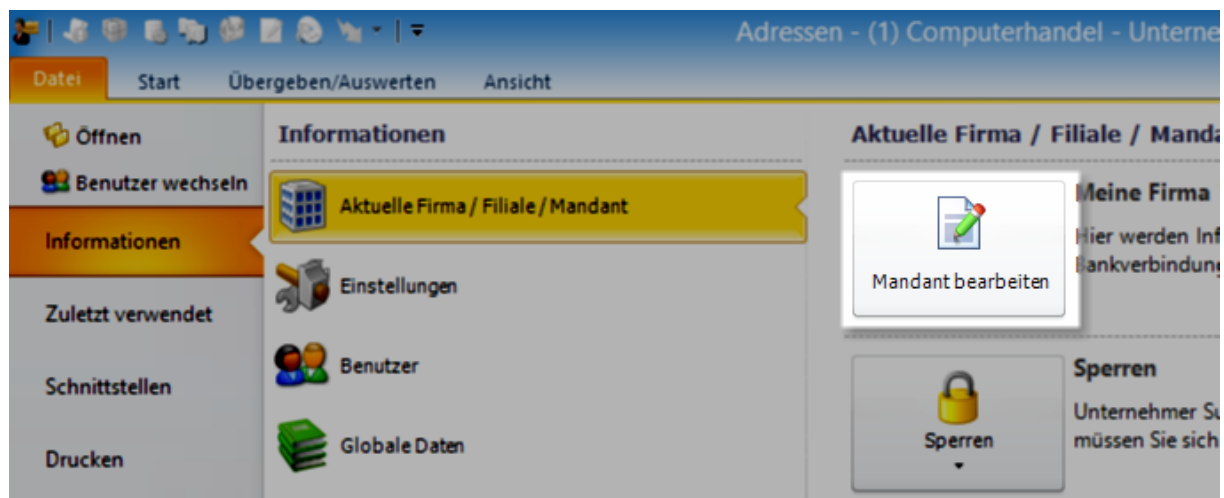 Adressen - (1) Computerhandel - Unterne
Datei Start Übergeben/Auswerten Ansicht
Öffnen
Benutzer wechseln
Informationen
Zuletzt verwendet
Schnittstellen
Drucken
Informationen
Aktuelle Firma / Filiale / Mandant
Einstellungen
Benutzer
Globale Daten
Aktuelle Firma / Filiale / Manda
Mandant bearbeiten
Meine Firma
Hier werden Inf
Bankverbindung
Sperren
Sperren
Unternehmer Su
müssen Sie sich